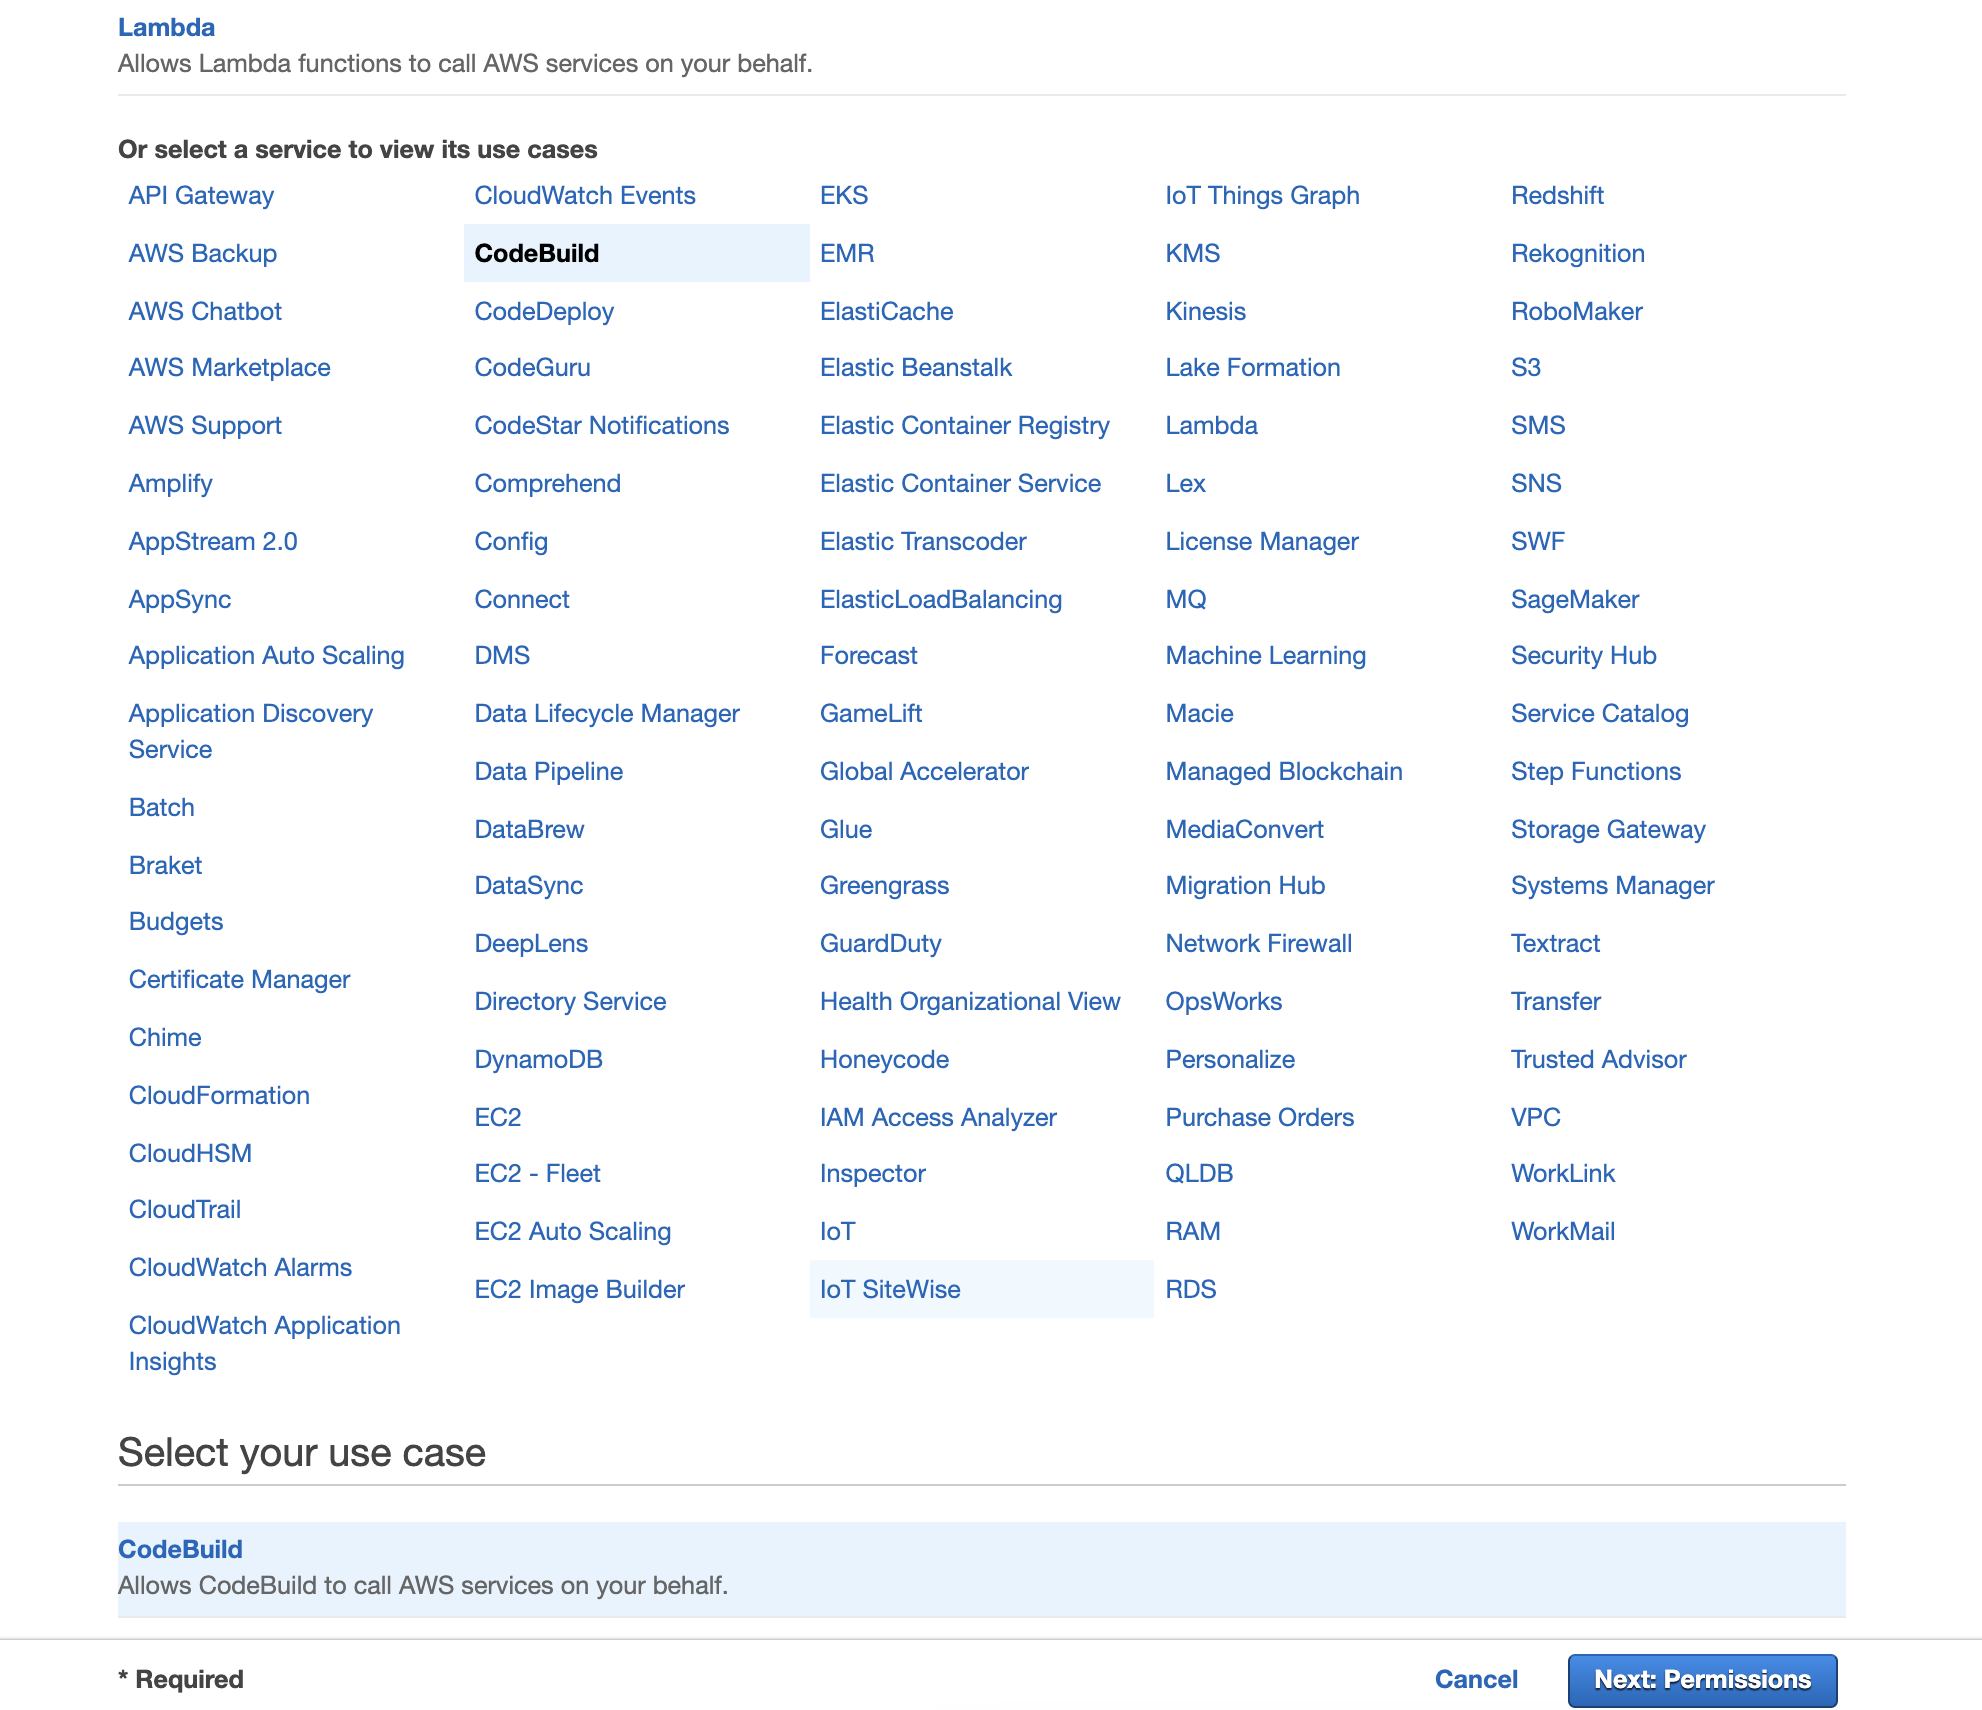 Lambda
Allows Lambda functions to call AWS services on your behalf.
Or select a service to view its use cases
API Gateway
AWS Backup
AWS Chatbot
AWS Marketplace
AWS Support
Amplify
AppStream 2.0
AppSync
Application Auto Scaling
Application Discovery
Service
Batch
Braket
Budgets
Certificate Manager
Chime
CloudFormation
CloudHSM
CloudTrail
CloudWatch Alarms
CloudWatch Application
Insights
CloudWatch Events
CodeBuild
CodeDeploy
CodeGuru
CodeStar Notifications
Comprehend
Config
Connect
DMS
Data Lifecycle Manager
Data Pipeline
DataBrew
DataSync
DeepLens
Directory Service
DynamoDB
EC2
EC2 - Fleet
EC2 Auto Scaling
EC2 Image Builder
EKS
EMR
ElastiCache
Elastic Beanstalk
Elastic Container Registry
Elastic Container Service
Elastic Transcoder
ElasticLoadBalancing
Forecast
GameLift
Global Accelerator
Glue
Greengrass
GuardDuty
Health Organizational View
Honeycode
IAM Access Analyzer
Inspector
IoT
IoT SiteWise
IoT Things Graph
KMS
Kinesis
Lake Formation
Lambda
Lex
License Manager
MQ
Machine Learning
Macie
Managed Blockchain
MediaConvert
Migration Hub
Network Firewall
OpsWorks
Personalize
Purchase Orders
QLDB
RAM
RDS
Redshift
Rekognition
RoboMaker
S3
SMS
SNS
SWF
SageMaker
Security Hub
Service Catalog
Step Functions
Storage Gateway
Systems Manager
Textract
Transfer
Trusted Advisor
VPC
WorkLink
WorkMail
Select your use case
CodeBuild
Allows CodeBuild to call AWS services on your behalf.
* Required
Cancel
Next: Permissions